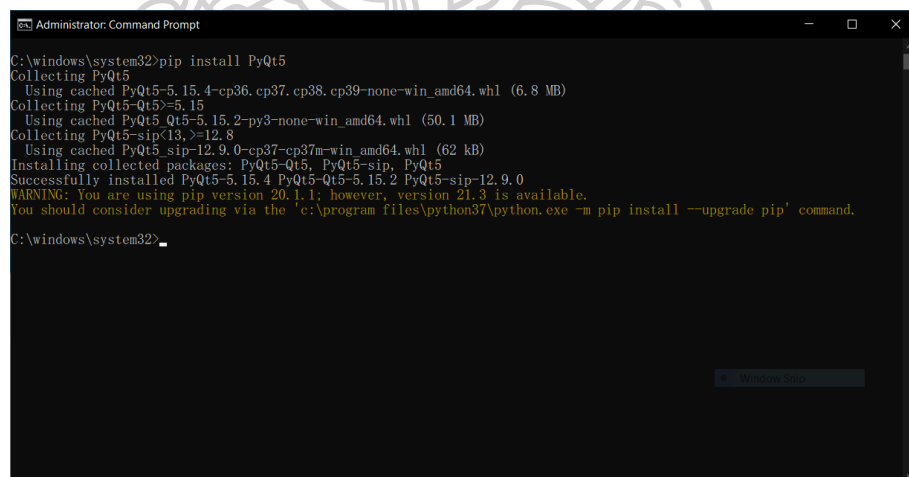 Administrator: Command Prompt
C:\windows\system32>pip install PyQt5
Collecting PyQt5
  Using cached PyQt5-5.15.4-cp36.cp37.cp38.cp39-none-win_amd64.whl (6.8 MB)
Collecting PyQt5-Qt5>=5.15
  Using cached PyQt5_Qt5-5.15.2-py3-none-win_amd64.whl (50.1 MB)
Collecting PyQt5-sip<13,>=12.8
  Using cached PyQt5_sip-12.9.0-cp37-cp37m-win_amd64.whl (62 kB)
Installing collected packages: PyQt5-Qt5, PyQt5-sip, PyQt5
Successfully installed PyQt5-5.15.4 PyQt5-Qt5-5.15.2 PyQt5-sip-12.9.0
WARNING: You are using pip version 20.1.1; however, version 21.3 is available.
You should consider upgrading via the 'c:\program files\python37\python.exe -m pip install --upgrade pip' command.
C:\windows\system32>
Window Snip